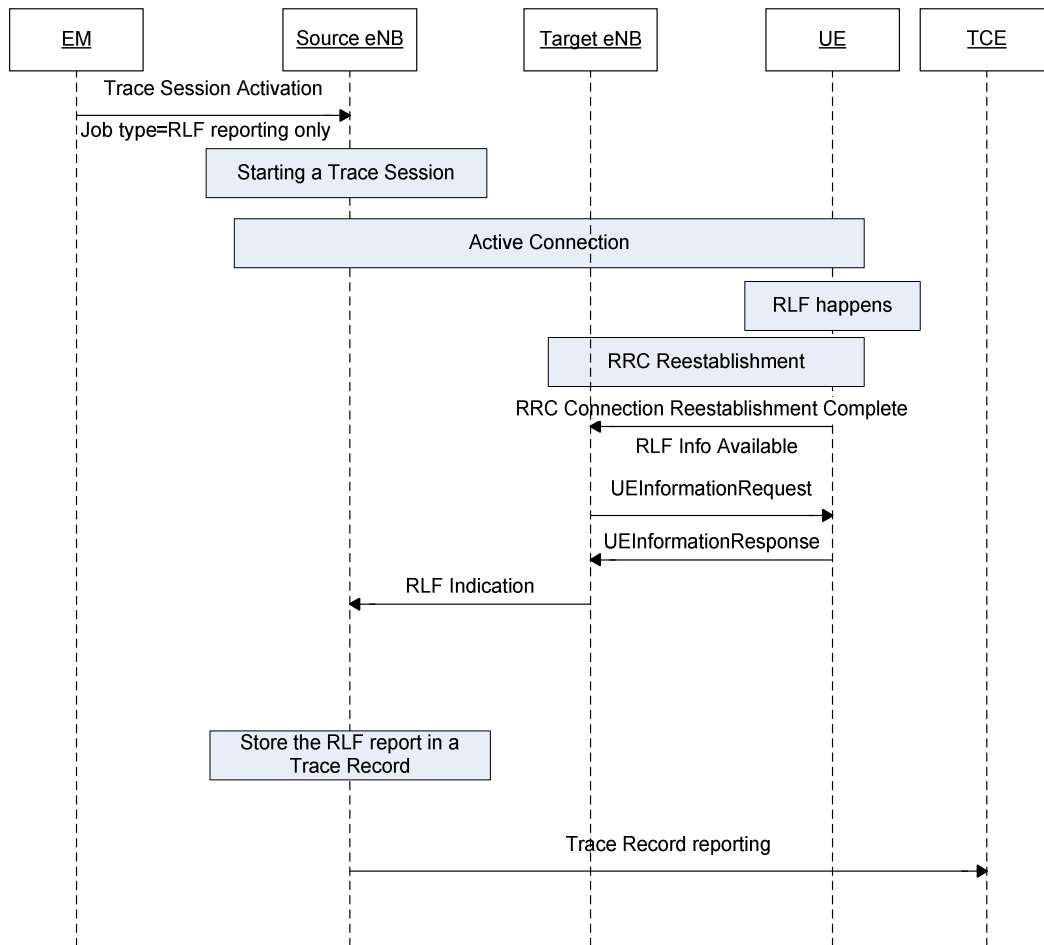 EM
Source eNB
Target eNB
UE
TCE
Trace Session Activation
Job type=RLF reporting only
Starting a Trace Session
Active Connection
RLF happens
RRC Reestablishment
RRC Connection Reestablishment Complete
RLF Info Available
UEInformationRequest
UEInformationResponse
RLF Indication
Store the RLF report in a
Trace Record
Trace Record reporting